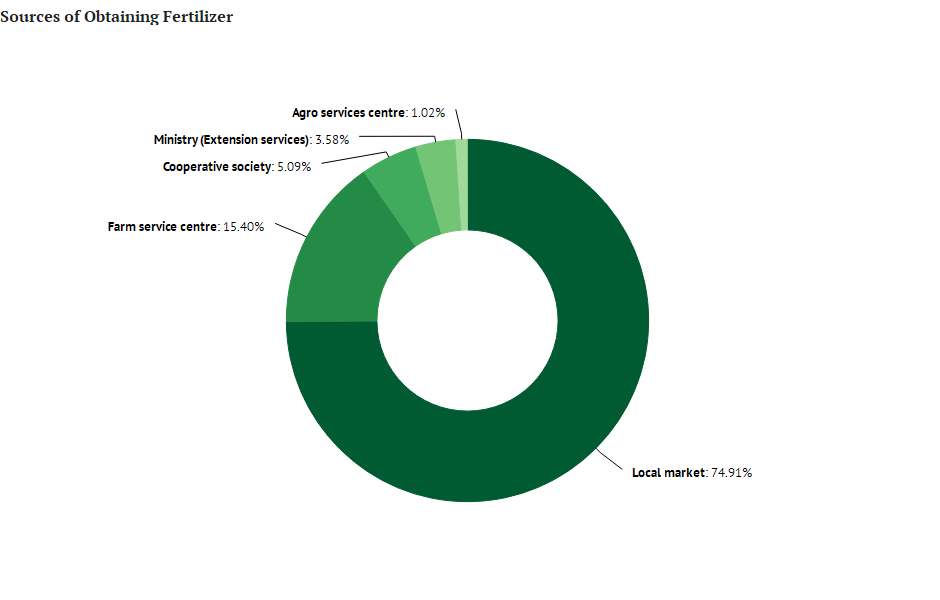 Sources of Obtaining Fertilizer
Agro services centre: 1.02%
Ministry (Extension services): 3.58%
Cooperative society: 5.09%
Farm service centre: 15.40%
Local market: 74.91%